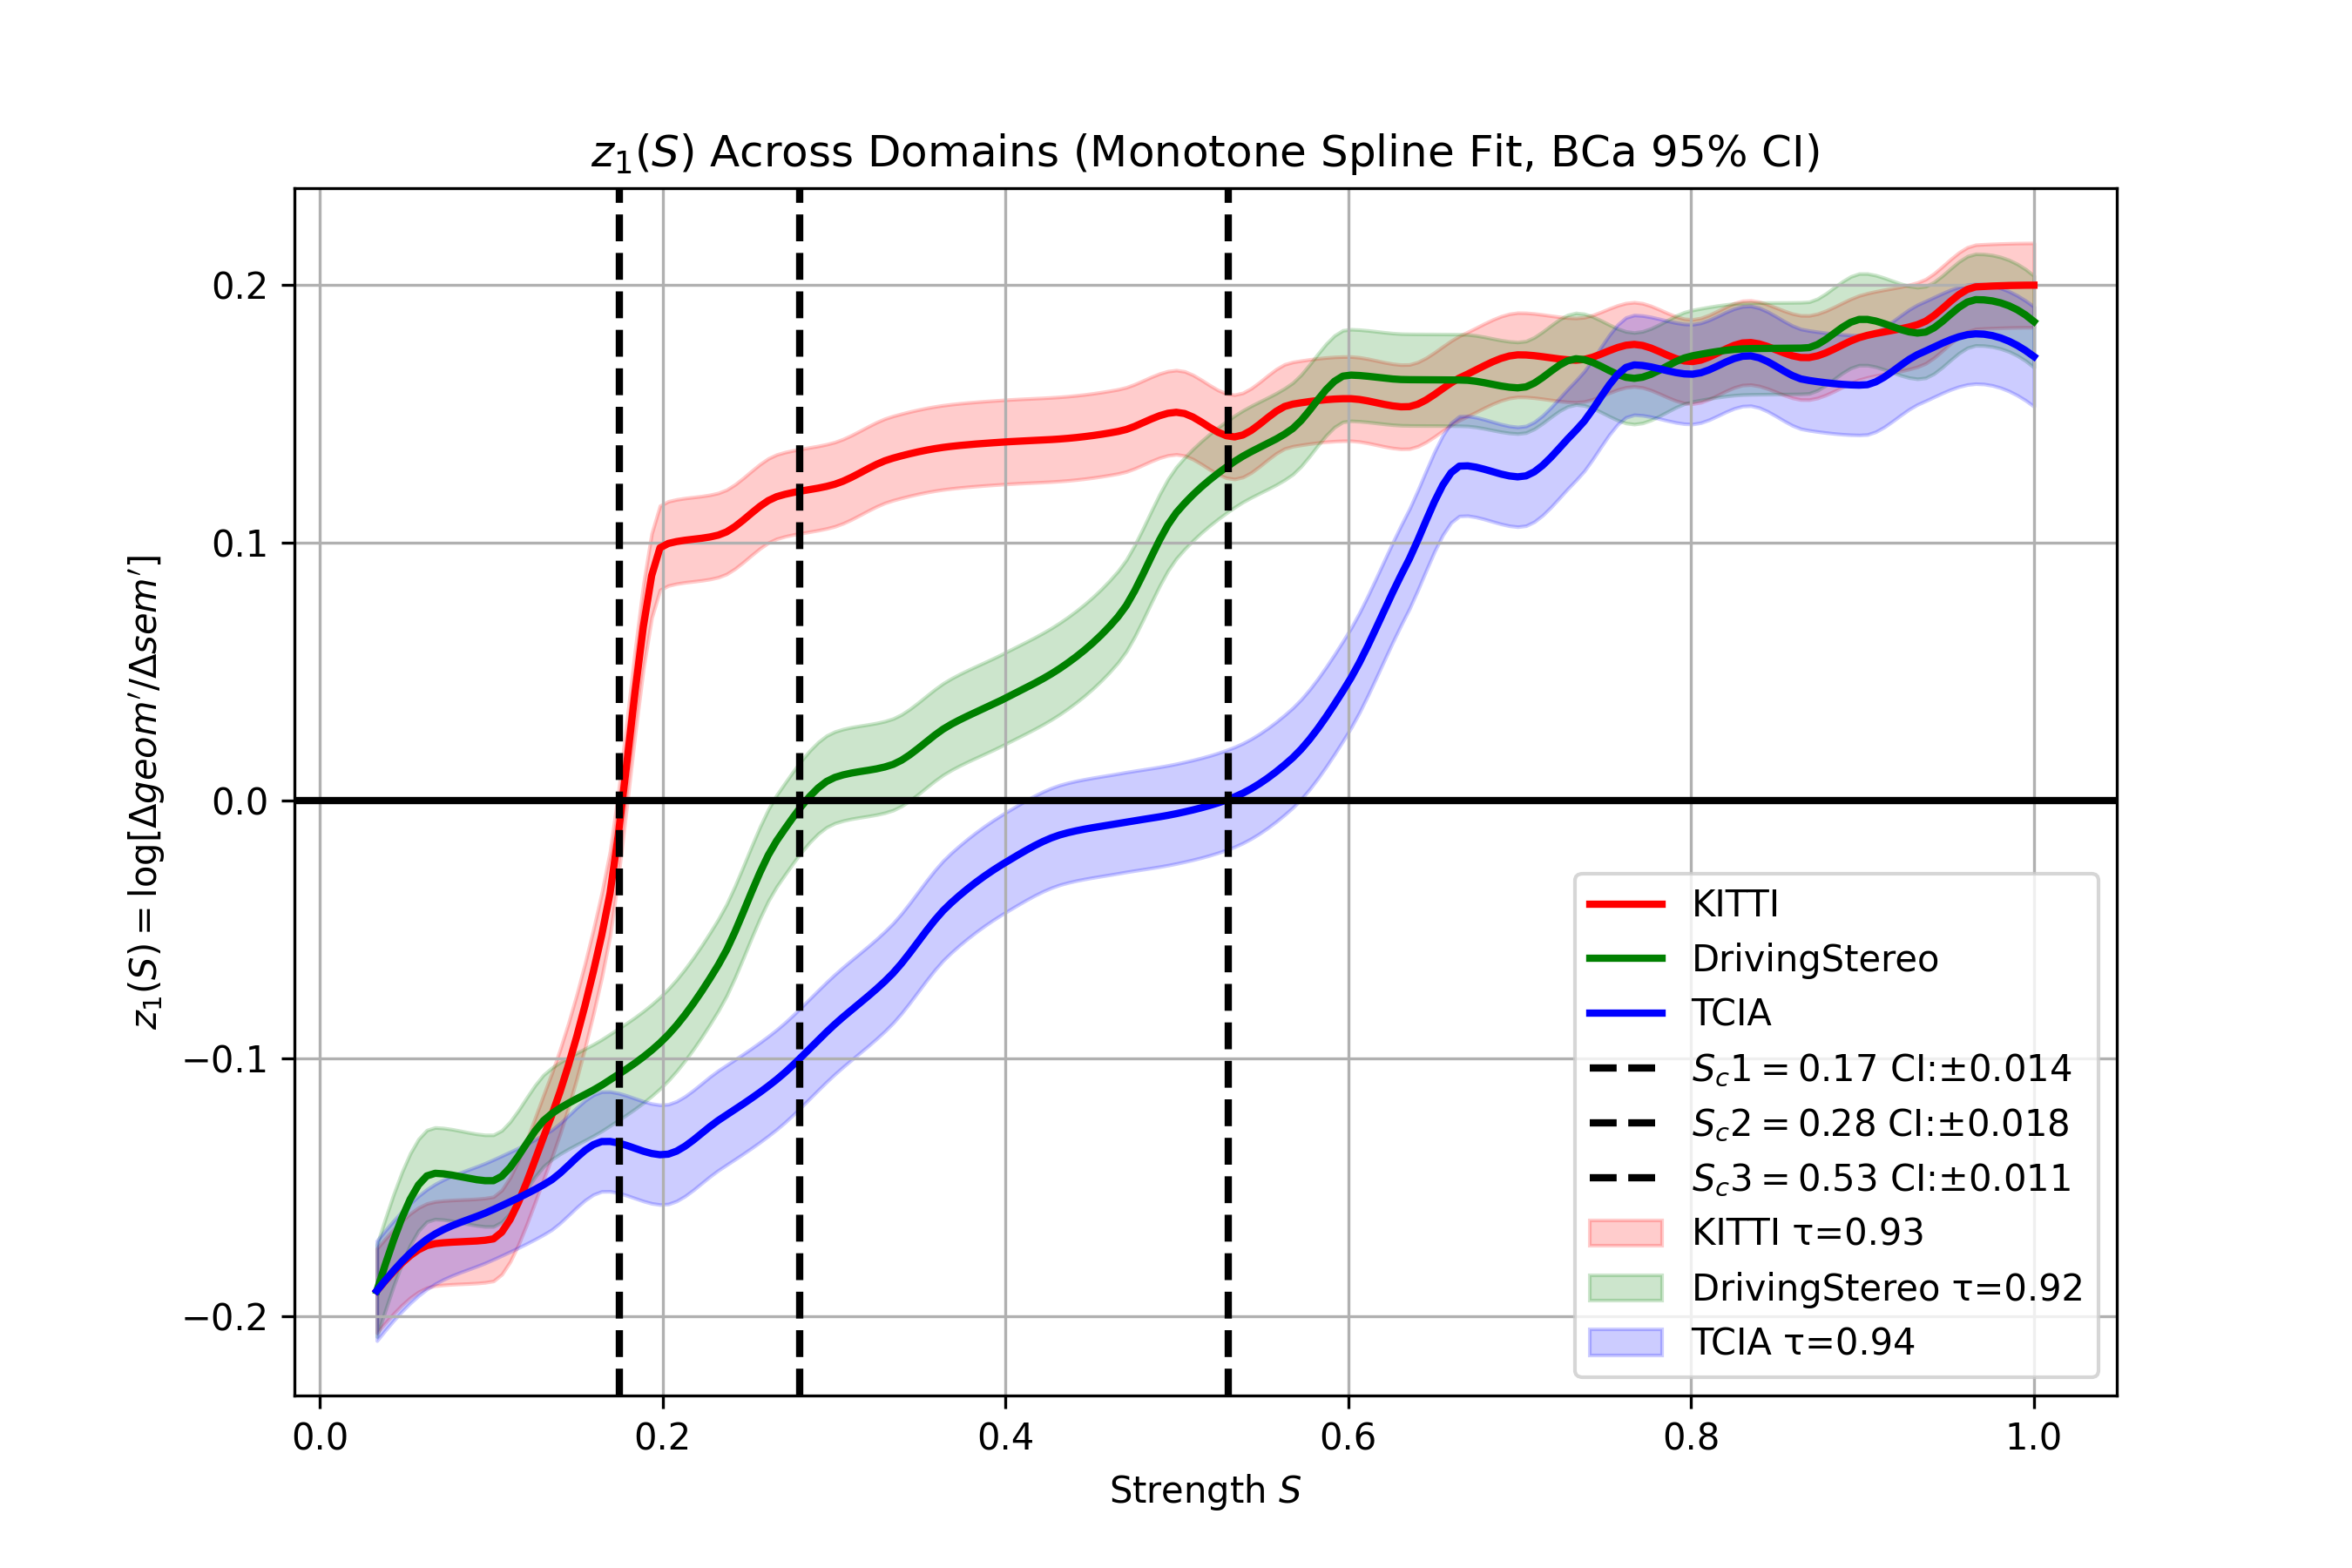 z₁(S) Across Domains (Monotone Spline Fit, BCa 95% CI)
z₁(S) = log[Δgeom′/Δsem′]
0.2
0.1
0.0
−0.1
−0.2
KITTI
DrivingStereo
TCIA
S_c1 = 0.17 CI:±0.014
S_c2 = 0.28 CI:±0.018
S_c3 = 0.53 CI:±0.011
KITTI τ=0.93
DrivingStereo τ=0.92
TCIA τ=0.94
0.0 0.2 0.4 0.6 0.8 1.0
Strength S